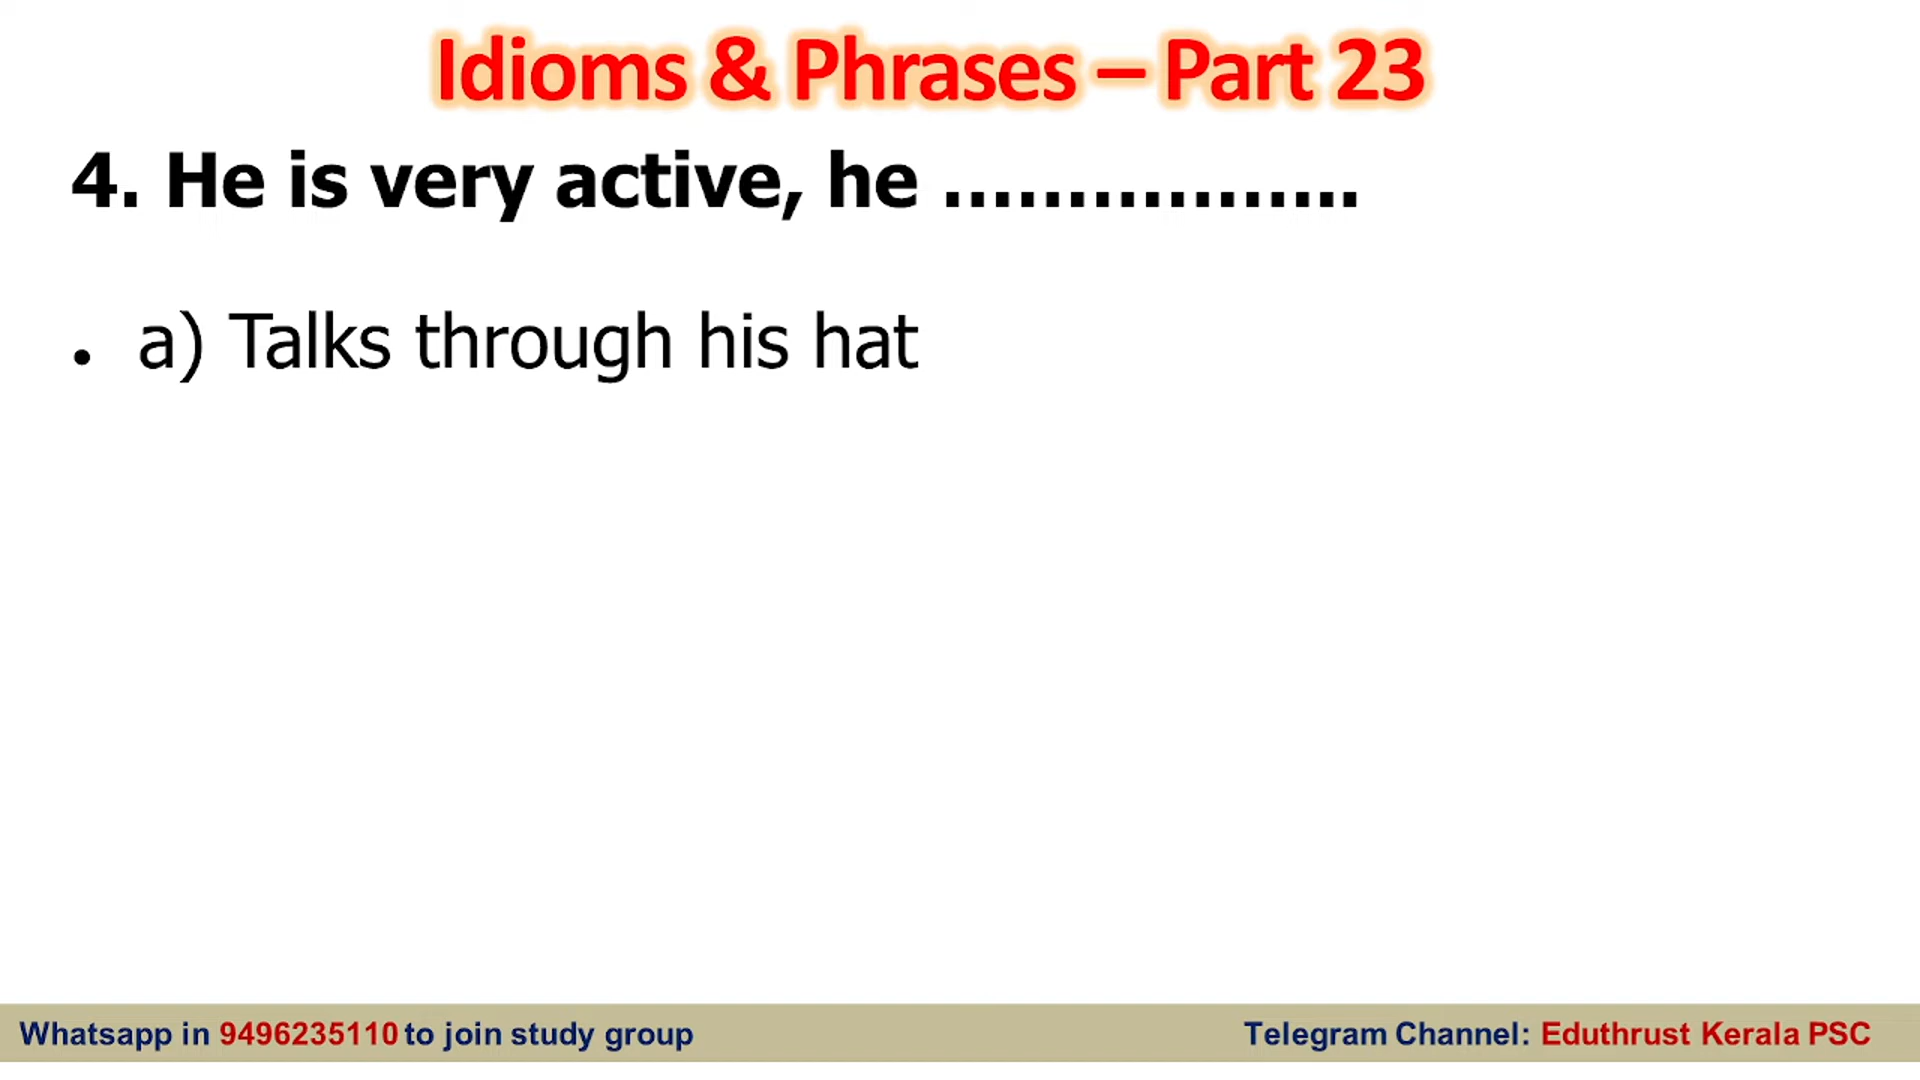 Idioms & Phrases – Part 23
4. He is very active, he .................
• a) Talks through his hat
Whatsapp in 9496235110 to join study group
Telegram Channel: Eduthrust Kerala PSC